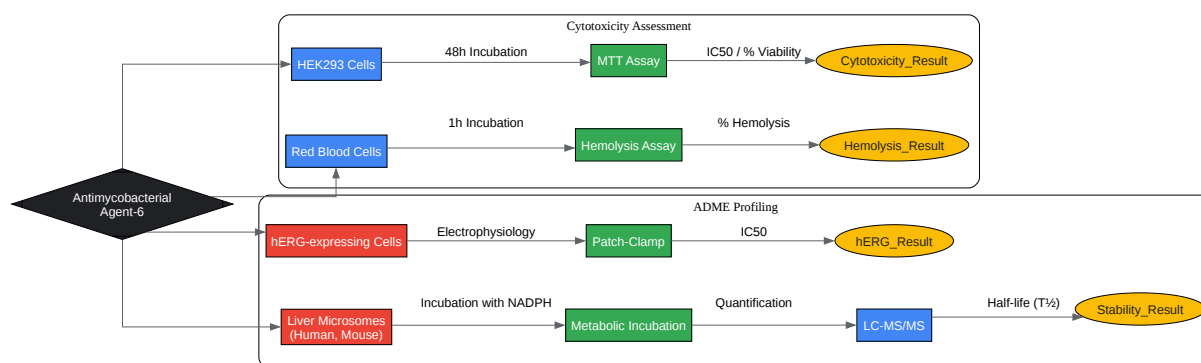 Cytotoxicity Assessment
HEK293 Cells
48h Incubation
MTT Assay
IC50 / % Viability
Cytotoxicity_Result
Red Blood Cells
1h Incubation
Hemolysis Assay
% Hemolysis
Hemolysis_Result
Antimycobacterial
Agent-6
ADME Profiling
hERG-expressing Cells
Electrophysiology
Patch-Clamp
IC50
hERG_Result
Liver Microsomes
(Human, Mouse)
Incubation with NADPH
Metabolic Incubation
Quantification
LC-MS/MS
Half-life (T½)
Stability_Result